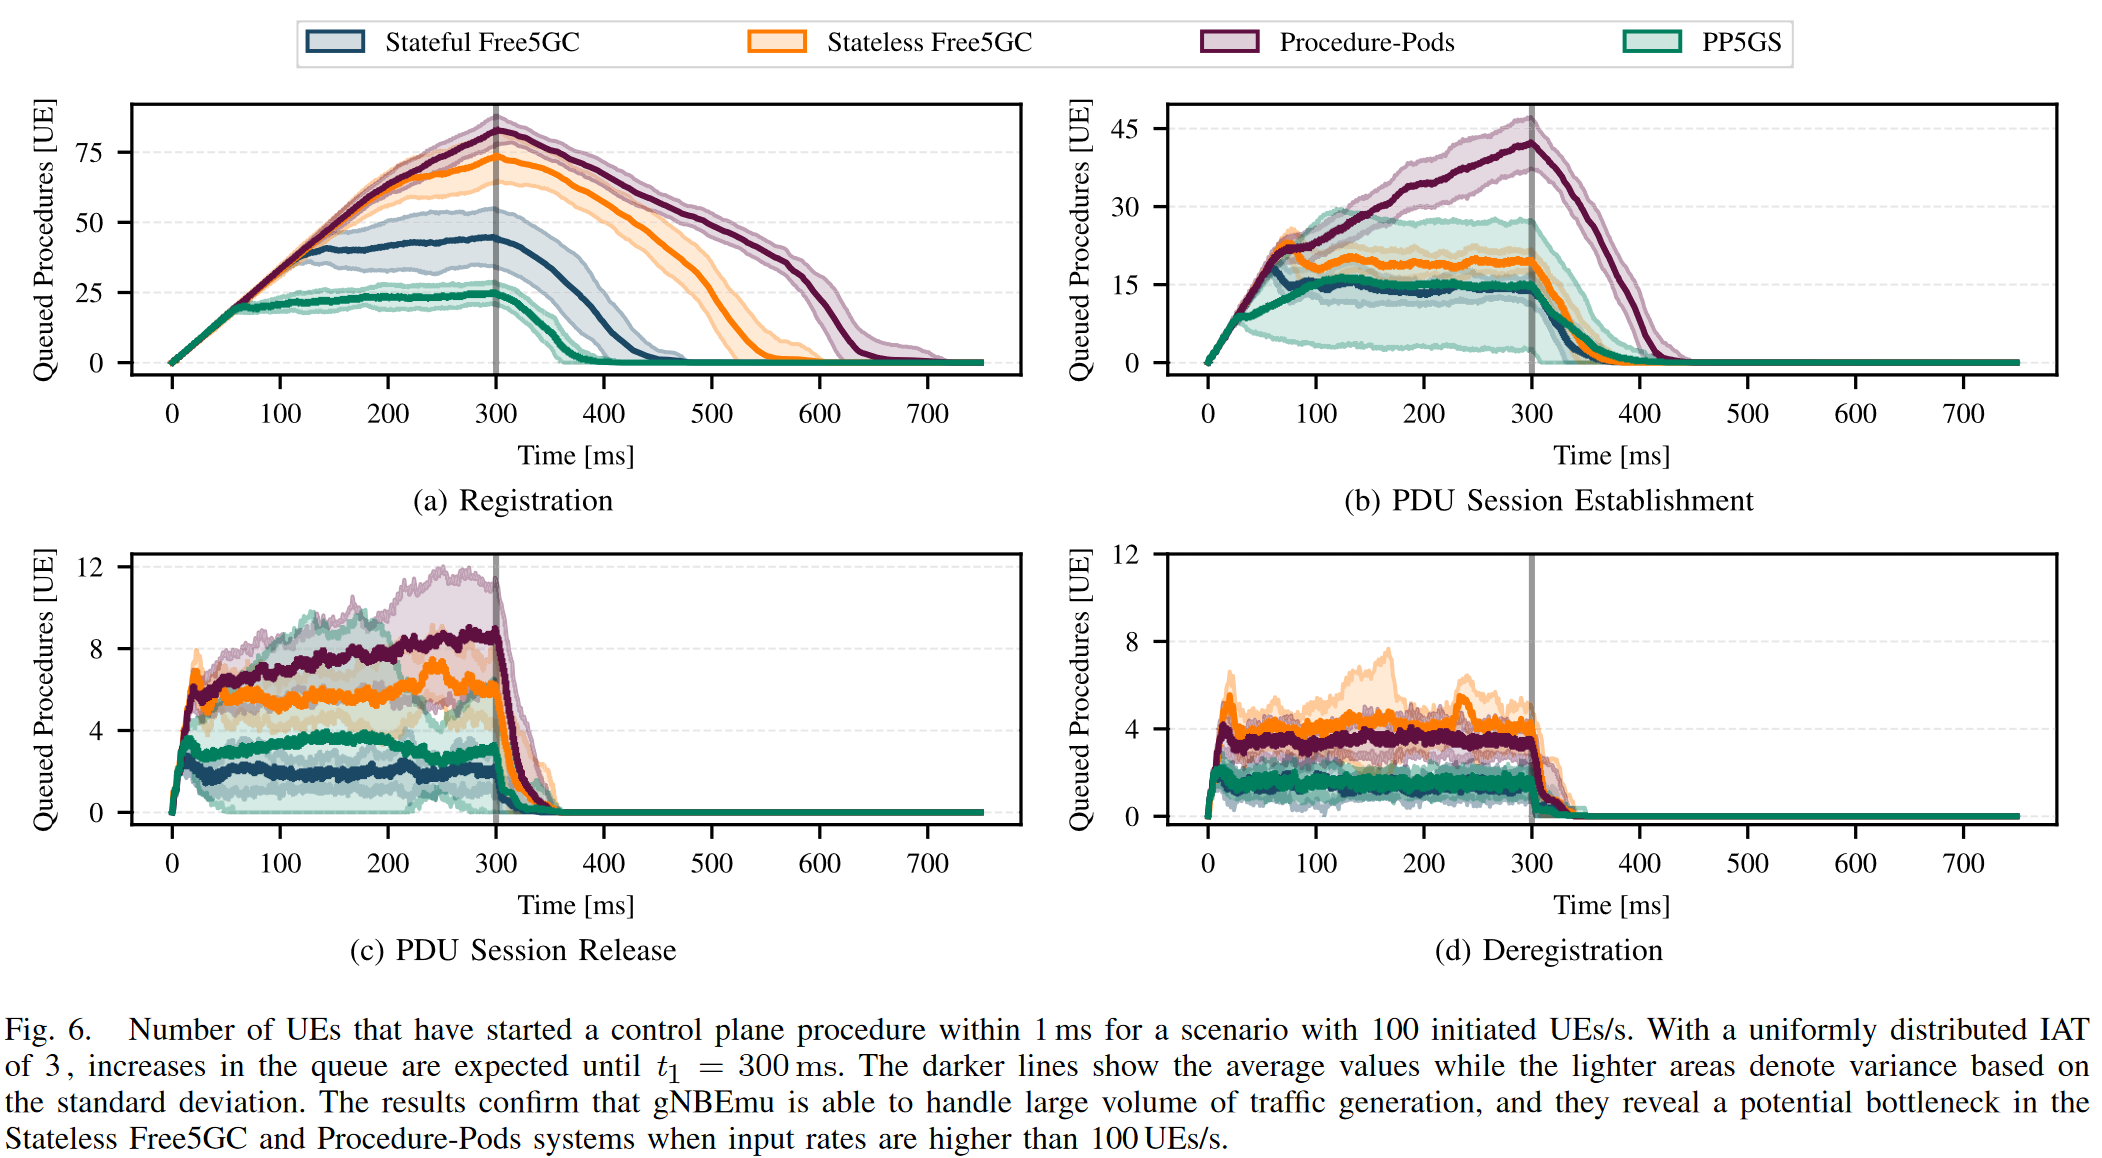 Stateful Free5GC Stateless Free5GC Procedure-Pods PP5GS
Queued Procedures [UE]
75
50
25
0
0 100 200 300 400 500 600 700
Time [ms]
(a) Registration
Queued Procedures [UE]
45
30
15
0
0 100 200 300 400 500 600 700
Time [ms]
(b) PDU Session Establishment
Queued Procedures [UE]
12
8
4
0
0 100 200 300 400 500 600 700
Time [ms]
(c) PDU Session Release
Queued Procedures [UE]
12
8
4
0
0 100 200 300 400 500 600 700
Time [ms]
(d) Deregistration
Fig. 6. Number of UEs that have started a control plane procedure within 1 ms for a scenario with 100 initiated UEs/s. With a uniformly distributed IAT
of 3 , increases in the queue are expected until t₁ = 300 ms. The darker lines show the average values while the lighter areas denote variance based on
the standard deviation. The results confirm that gNBEmu is able to handle large volume of traffic generation, and they reveal a potential bottleneck in the
Stateless Free5GC and Procedure-Pods systems when input rates are higher than 100 UEs/s.